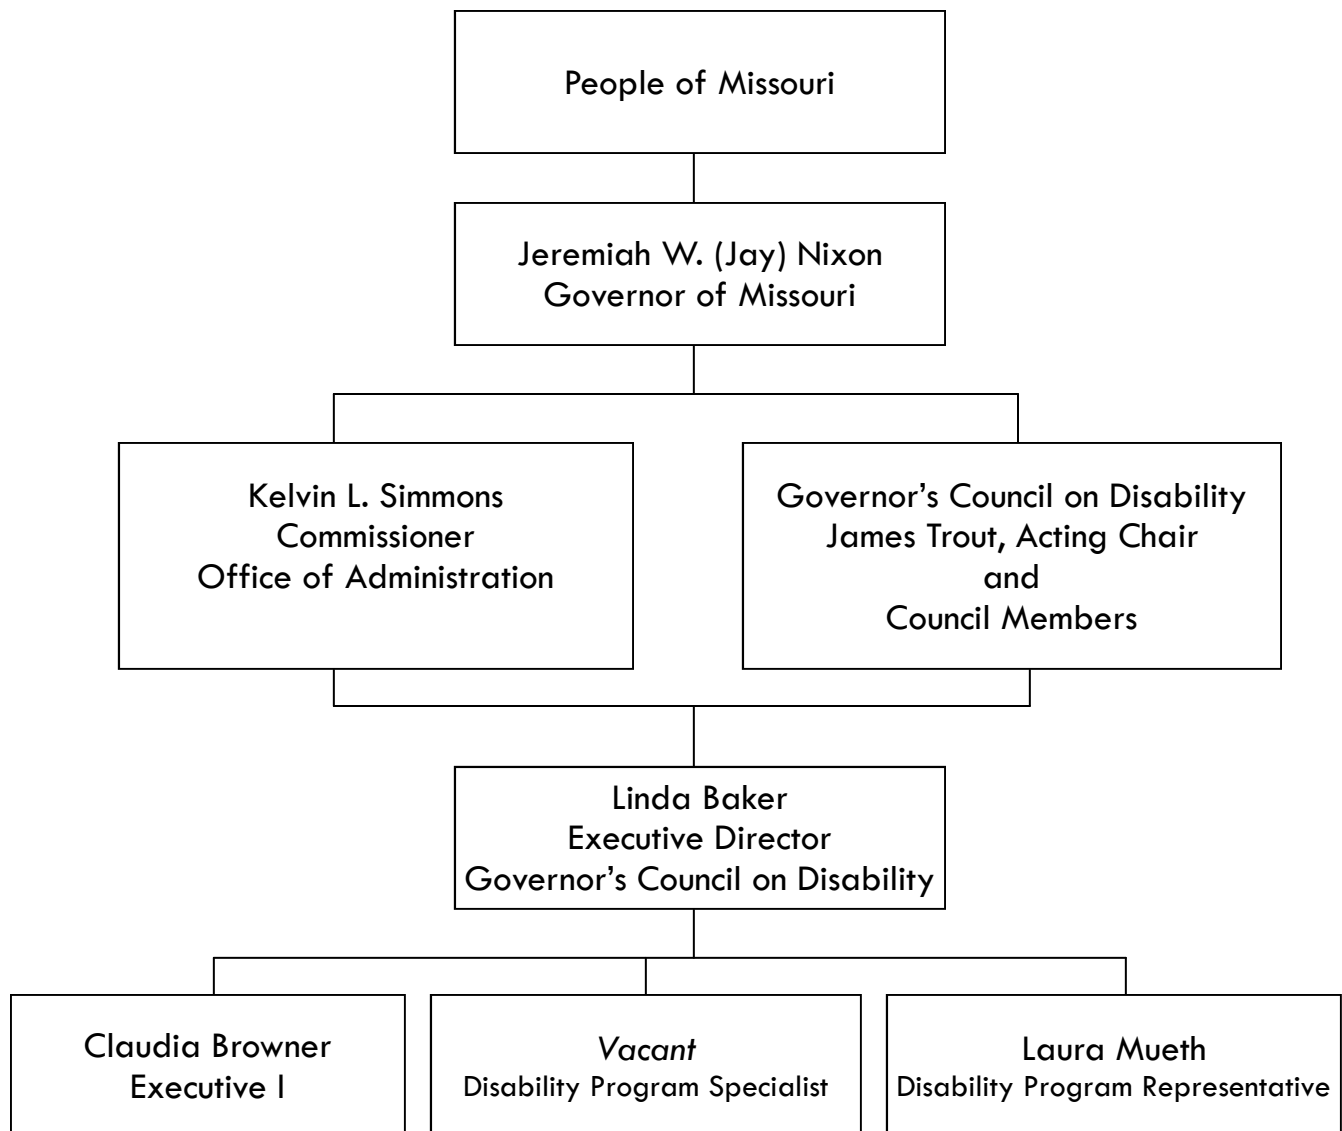 People of Missouri
Jeremiah W. (Jay) Nixon
Governor of Missouri
Kelvin L. Simmons
Commissioner
Office of Administration
Governor’s Council on Disability
James Trout, Acting Chair
and
Council Members
Linda Baker
Executive Director
Governor’s Council on Disability
Claudia Browner
Executive I
Vacant
Disability Program Specialist
Laura Mueth
Disability Program Representative